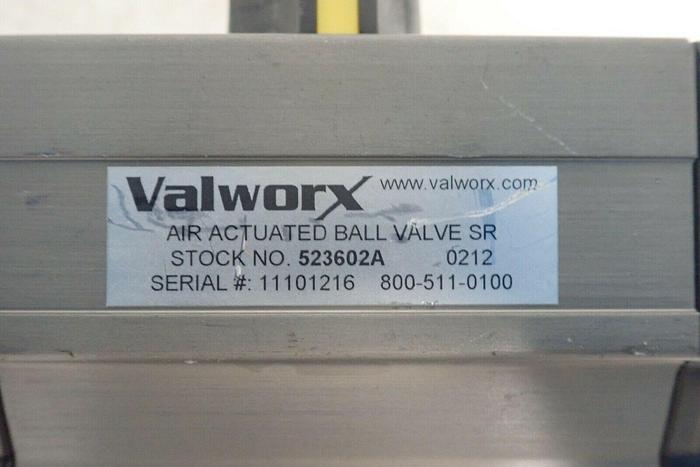 Valworx www.valworx.com
AIR ACTUATED BALL VALVE SR
STOCK NO. 523602A 0212
SERIAL #: 11101216 800-511-0100